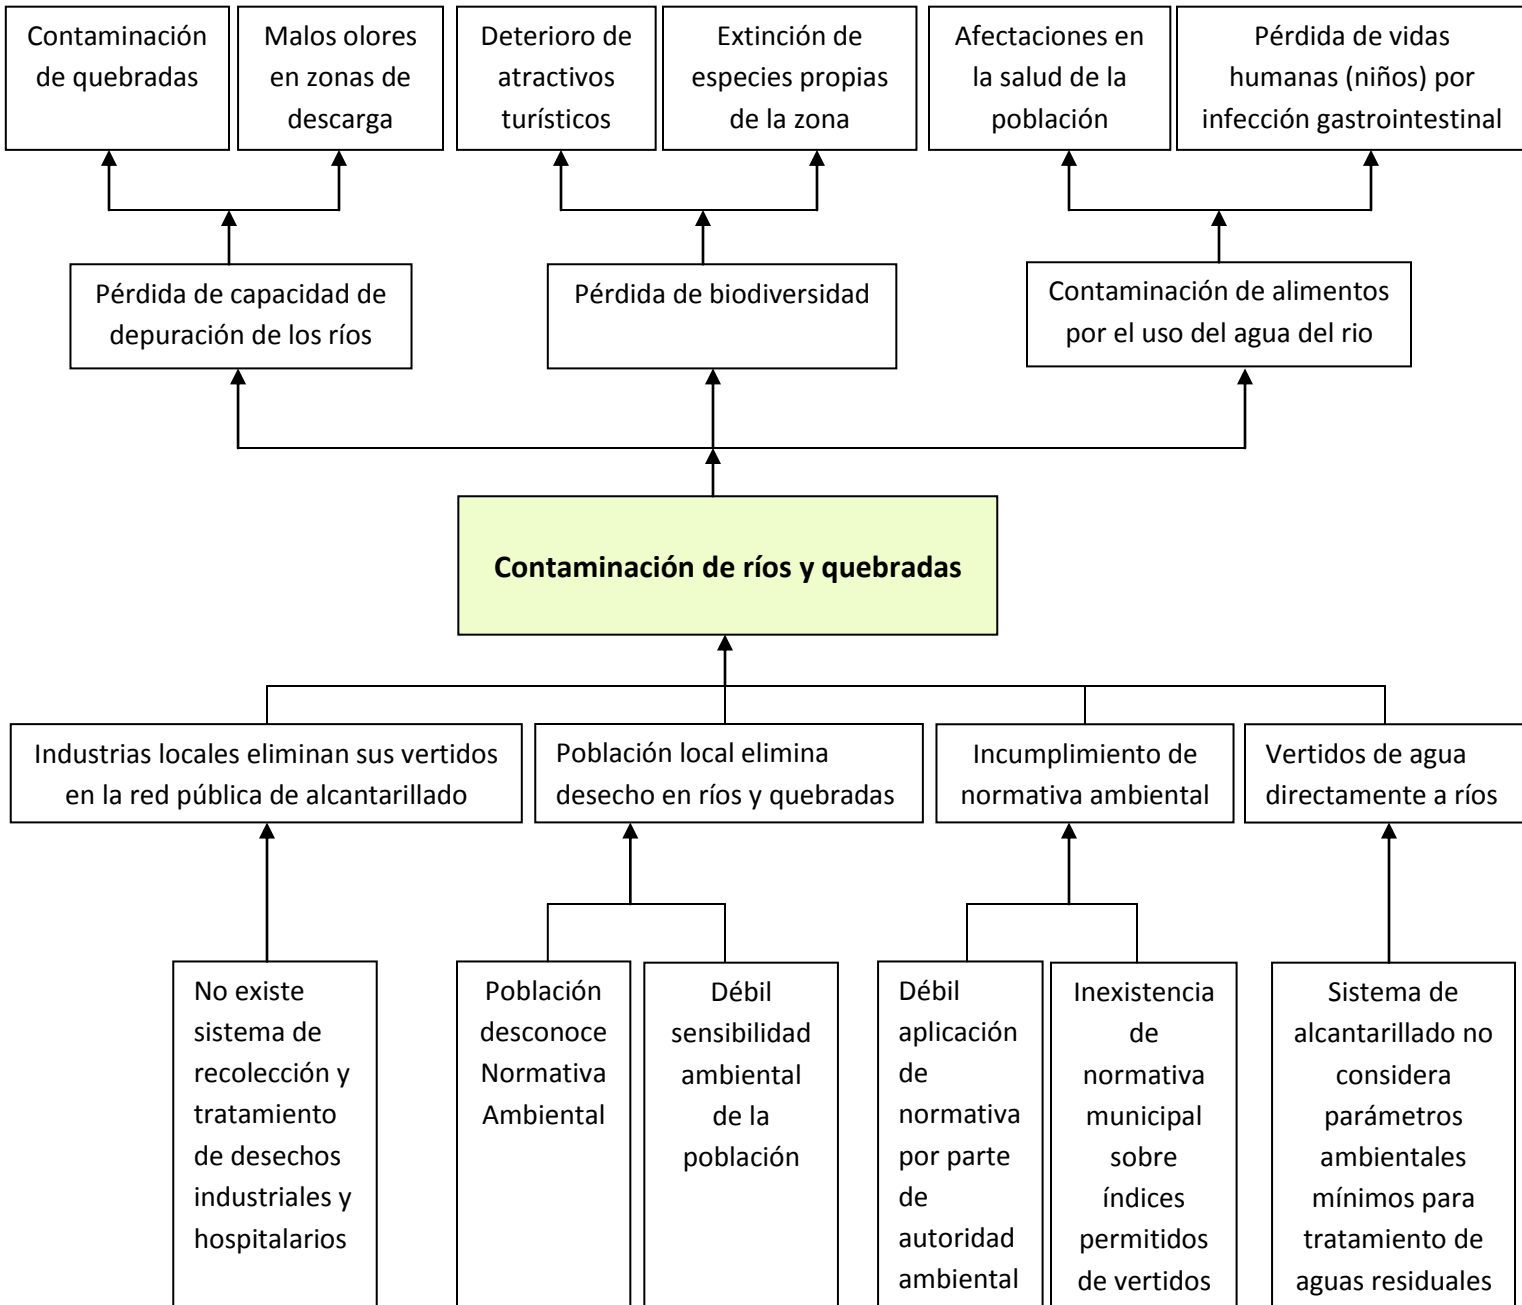 Contaminación
de quebradas
Malos olores
en zonas de
descarga
Deterioro de
atractivos
turísticos
Extinción de
especies propias
de la zona
Afectaciones en
la salud de la
población
Pérdida de vidas
humanas (niños) por
infección gastrointestinal
Pérdida de capacidad de
depuración de los ríos
Pérdida de biodiversidad
Contaminación de alimentos
por el uso del agua del rio
Contaminación de ríos y quebradas
Industrias locales eliminan sus vertidos
en la red pública de alcantarillado
Población local elimina
desecho en ríos y quebradas
Incumplimiento de
normativa ambiental
Vertidos de agua
directamente a ríos
No existe
sistema de
recolección y
tratamiento
de desechos
industriales y
hospitalarios
Población
desconoce
Normativa
Ambiental
Débil
sensibilidad
ambiental
de la
población
Débil
aplicación
de
normativa
por parte
de
autoridad
ambiental
Inexistencia
de
normativa
municipal
sobre
índices
permitidos
de vertidos
Sistema de
alcantarillado no
considera
parámetros
ambientales
mínimos para
tratamiento de
aguas residuales